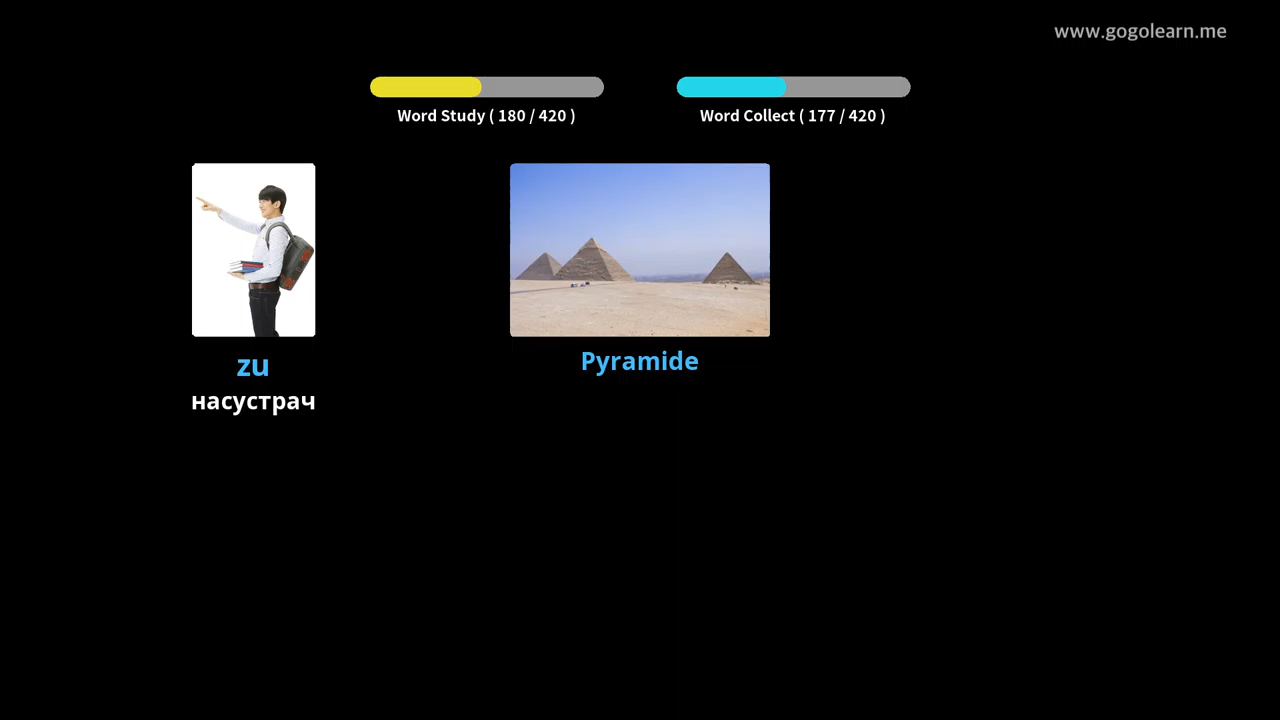 www.gogolearn.me
Word Study ( 180 / 420 )
Word Collect ( 177 / 420 )
zu
насустрач
Pyramide